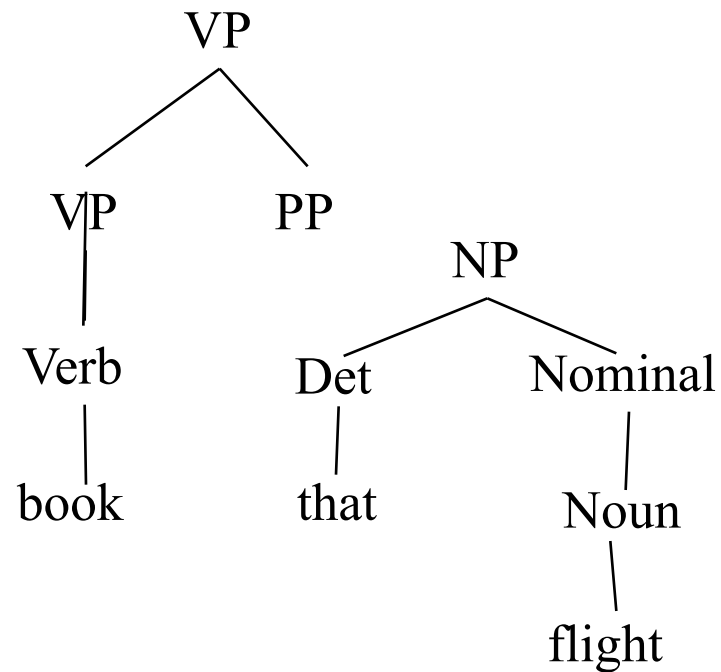 VP
VP PP
NP
Verb Det Nominal
book that Noun
flight